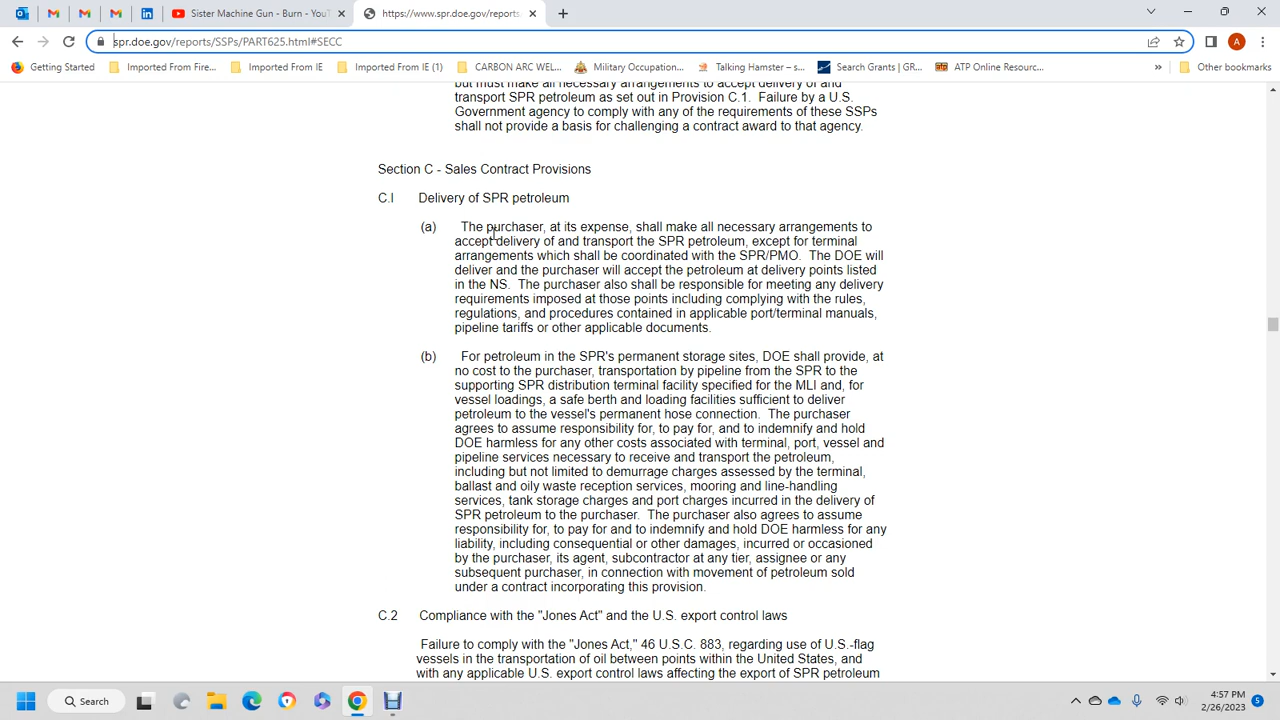 Sister Machine Gun - Burn - YouT
https://www.spr.doe.gov/reports/
spr.doe.gov/reports/SSPs/PART625.html#SECC
A
Getting Started
Imported From Fire...
Imported From IE
Imported From IE (1)
CARBON ARC WEL...
Military Occupation...
Talking Hamster – s...
Search Grants | GR...
ATP Online Resourc...
»
Other bookmarks
but must make all necessary arrangements to accept delivery of and
transport SPR petroleum as set out in Provision C.1. Failure by a U.S.
Government agency to comply with any of the requirements of these SSPs
shall not provide a basis for challenging a contract award to that agency.
Section C - Sales Contract Provisions
C.l Delivery of SPR petroleum
(a) The purchaser, at its expense, shall make all necessary arrangements to
accept delivery of and transport the SPR petroleum, except for terminal
arrangements which shall be coordinated with the SPR/PMO. The DOE will
deliver and the purchaser will accept the petroleum at delivery points listed
in the NS. The purchaser also shall be responsible for meeting any delivery
requirements imposed at those points including complying with the rules,
regulations, and procedures contained in applicable port/terminal manuals,
pipeline tariffs or other applicable documents.
(b) For petroleum in the SPR's permanent storage sites, DOE shall provide, at
no cost to the purchaser, transportation by pipeline from the SPR to the
supporting SPR distribution terminal facility specified for the MLI and, for
vessel loadings, a safe berth and loading facilities sufficient to deliver
petroleum to the vessel's permanent hose connection. The purchaser
agrees to assume responsibility for, to pay for, and to indemnify and hold
DOE harmless for any other costs associated with terminal, port, vessel and
pipeline services necessary to receive and transport the petroleum,
including but not limited to demurrage charges assessed by the terminal,
ballast and oily waste reception services, mooring and line-handling
services, tank storage charges and port charges incurred in the delivery of
SPR petroleum to the purchaser. The purchaser also agrees to assume
responsibility for, to pay for and to indemnify and hold DOE harmless for any
liability, including consequential or other damages, incurred or occasioned
by the purchaser, its agent, subcontractor at any tier, assignee or any
subsequent purchaser, in connection with movement of petroleum sold
under a contract incorporating this provision.
C.2 Compliance with the "Jones Act" and the U.S. export control laws
Failure to comply with the "Jones Act," 46 U.S.C. 883, regarding use of U.S.-flag
vessels in the transportation of oil between points within the United States, and
with any applicable U.S. export control laws affecting the export of SPR petroleum
Search
4:57 PM
2/26/2023
5